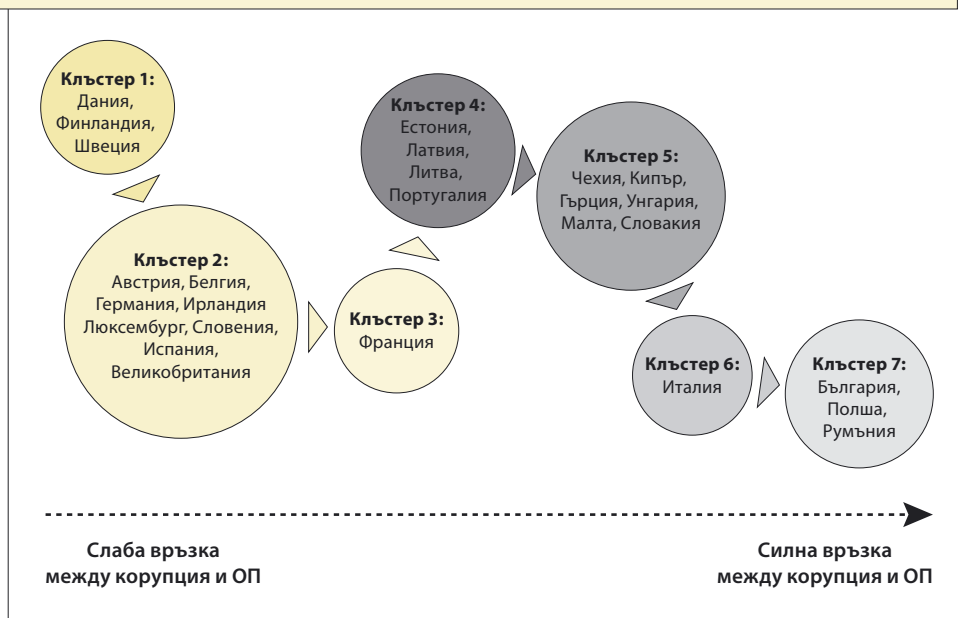 Клъстер 1:
Дания,
Финландия,
Швеция
Клъстер 2:
Австрия, Белгия,
Германия, Ирландия
Люксембург, Словения,
Испания,
Великобритания
Клъстер 3:
Франция
Клъстер 4:
Естония,
Латвия,
Литва,
Португалия
Клъстер 5:
Чехия, Кипър,
Гърция, Унгария,
Малта, Словакия
Клъстер 6:
Италия
Клъстер 7:
България,
Полша,
Румъния
Слаба връзка
между корупция и ОП
Силна връзка
между корупция и ОП